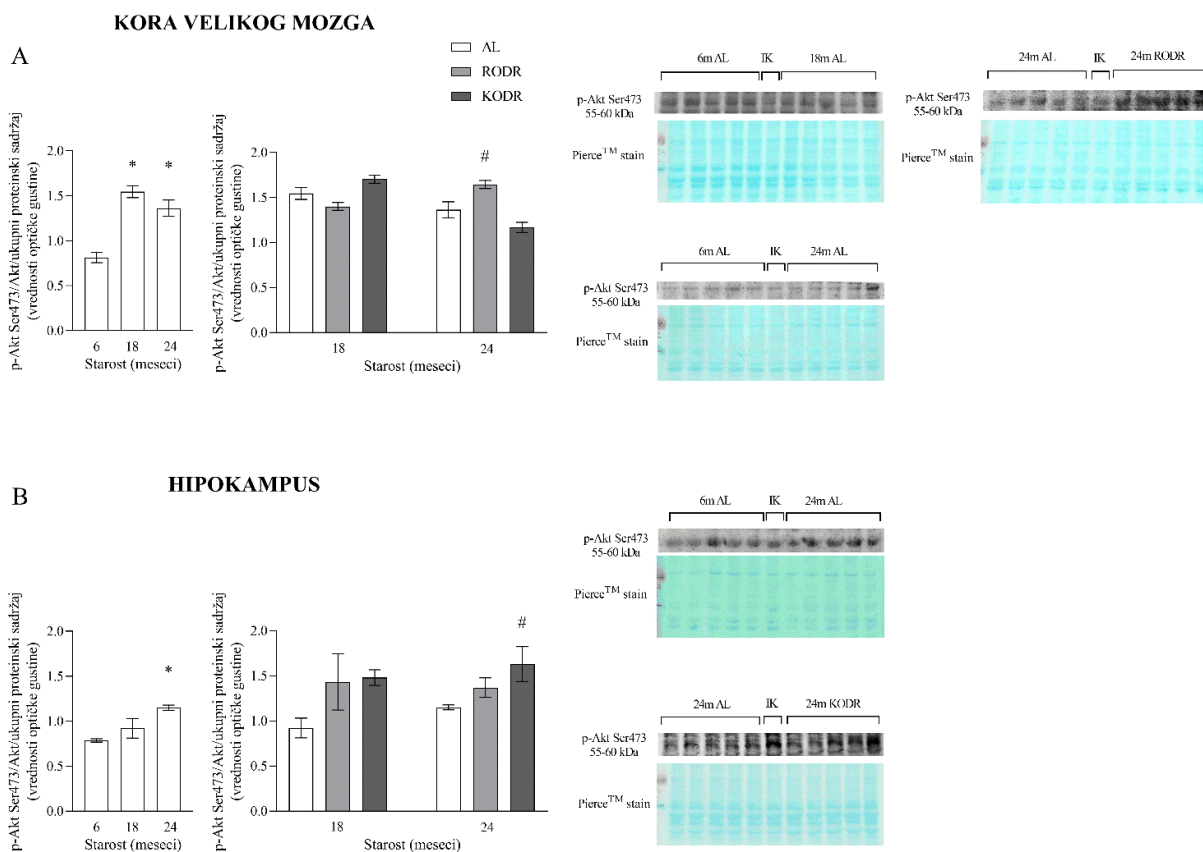 KORA VELIKOG MOZGA
A
AL
RODR
KODR
p-Akt Ser473/Akt/ukupni proteinski sadržaj
(vrednosti optičke gustine)
2.0
1.5
1.0
0.5
0.0
*
*
6 18 24
Starost (meseci)
p-Akt Ser473/Akt/ukupni proteinski sadržaj
(vrednosti optičke gustine)
2.0
1.5
1.0
0.5
0.0
#
18 24
Starost (meseci)
6m AL IK 18m AL
p-Akt Ser473
55-60 kDa
Pierce™ stain
24m AL IK 24m RODR
p-Akt Ser473
55-60 kDa
Pierce™ stain
6m AL IK 24m AL
p-Akt Ser473
55-60 kDa
Pierce™ stain
B
HIPOKAMPUS
p-Akt Ser473/Akt/ukupni proteinski sadržaj
(vrednosti optičke gustine)
2.0
1.5
1.0
0.5
0.0
*
6 18 24
Starost (meseci)
p-Akt Ser473/Akt/ukupni proteinski sadržaj
(vrednosti optičke gustine)
2.0
1.5
1.0
0.5
0.0
#
18 24
Starost (meseci)
6m AL IK 24m AL
p-Akt Ser473
55-60 kDa
Pierce™ stain
24m AL IK 24m KODR
p-Akt Ser473
55-60 kDa
Pierce™ stain